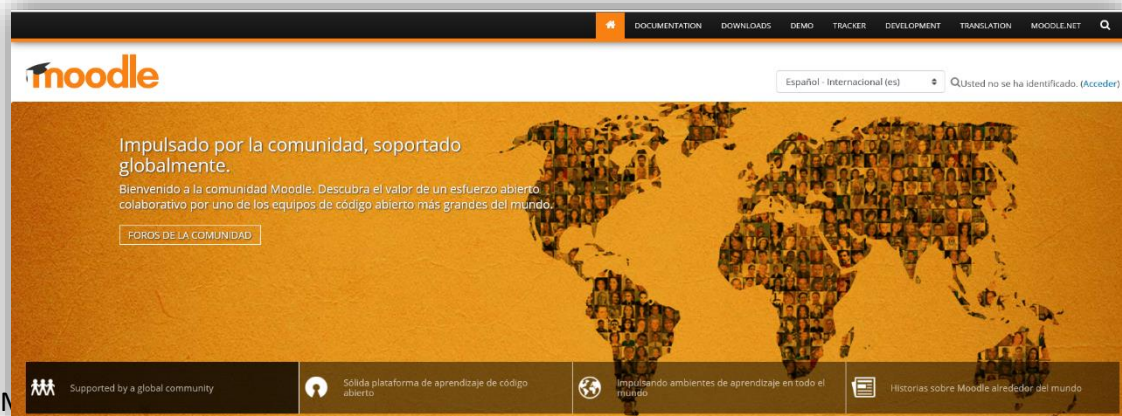 DOCUMENTATION DOWNLOADS DEMO TRACKER DEVELOPMENT TRANSLATION MOODLE.NET
moodle
Español - Internacional (es)
Usted no se ha identificado. (Acceder)
Impulsado por la comunidad, soportado
globalmente.
Bienvenido a la comunidad Moodle. Descubra el valor de un esfuerzo abierto
colaborativo por uno de los equipos de código abierto más grandes del mundo.
FOROS DE LA COMUNIDAD
Supported by a global community
Sólida plataforma de aprendizaje de código
abierto
Impulsando ambientes de aprendizaje en todo el
mundo
Historias sobre Moodle alrededor del mundo